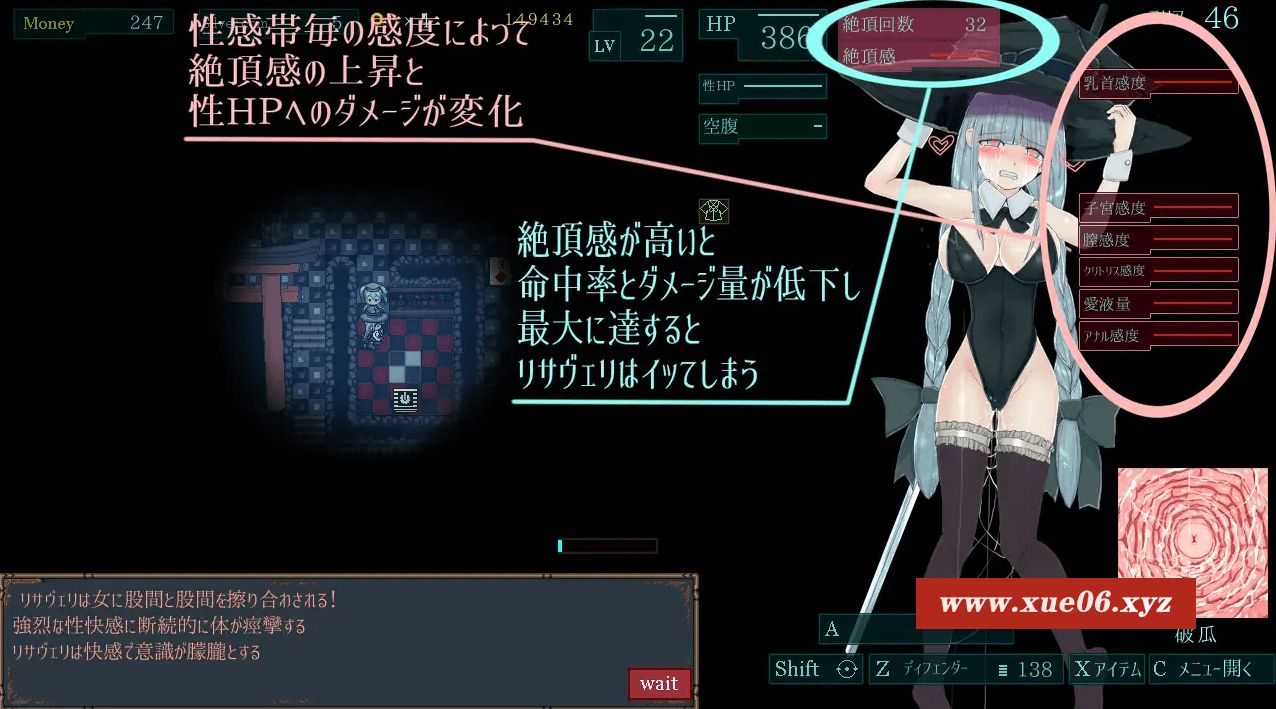 Money 247
149434
LV 22
HP 386
性HP
空腹
絶頂回数 32
絶頂感
46
性感帯毎の感度によって
絶頂感の上昇と
性HPへのダメージが変化
乳首感度
子宮感度
膣感度
クリトリス感度
愛液量
アナル感度
絶頂感が高いと
命中率とダメージ量が低下し
最大に達すると
リサヴェリはイッてしまう
リサヴェリは女に股間と股間を擦り合わされる!
強烈な性快感に断続的に体が痙攣する
リサヴェリは快感で意識が朦朧とする
wait
www.xue06.xyz
破瓜
A
Shift
Z ディフェンダー 138
X アイテム
C メニュー開く